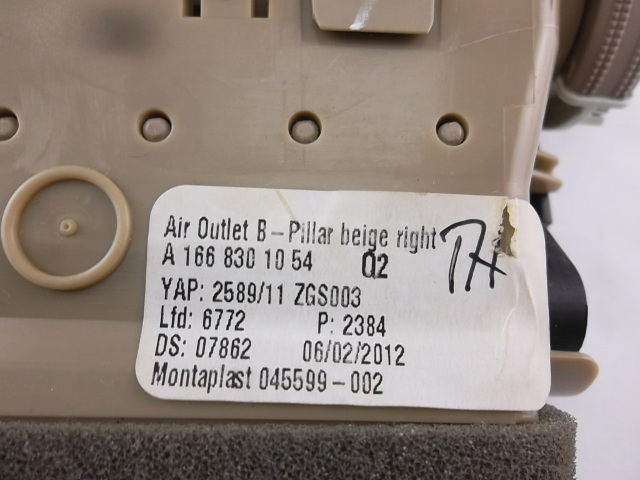 Air Outlet B-Pillar beige right
A 166 830 10 54 Q2
YAP: 2589/11 ZGS003
Lfd: 6772 P: 2384
DS: 07862 06/02/2012
Montaplast 045599-002